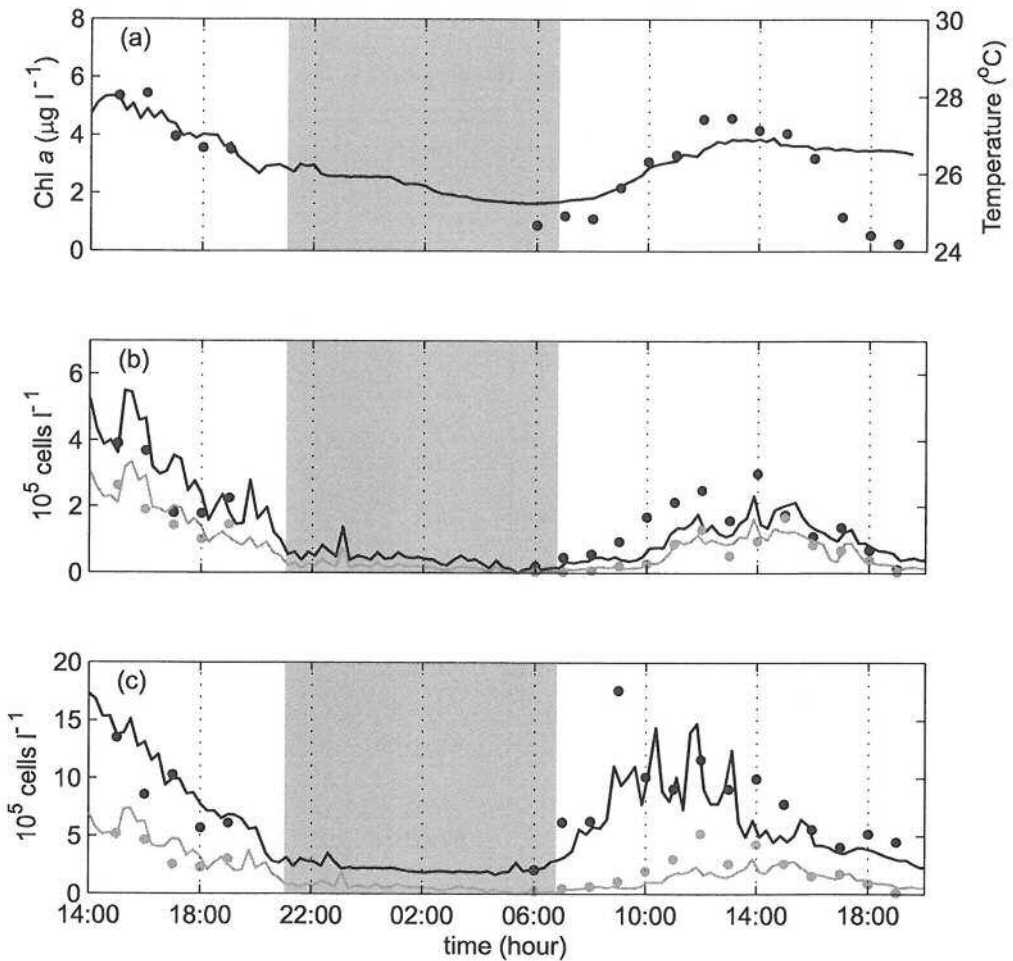 8
6
4
2
0
Chl a (µg l⁻¹)
(a)
30
28
26
24
Temperature (°C)
6
4
2
0
10⁵ cells l⁻¹
(b)
20
15
10
5
0
10⁵ cells l⁻¹
(c)
14:00 18:00 22:00 02:00 06:00 10:00 14:00 18:00
time (hour)